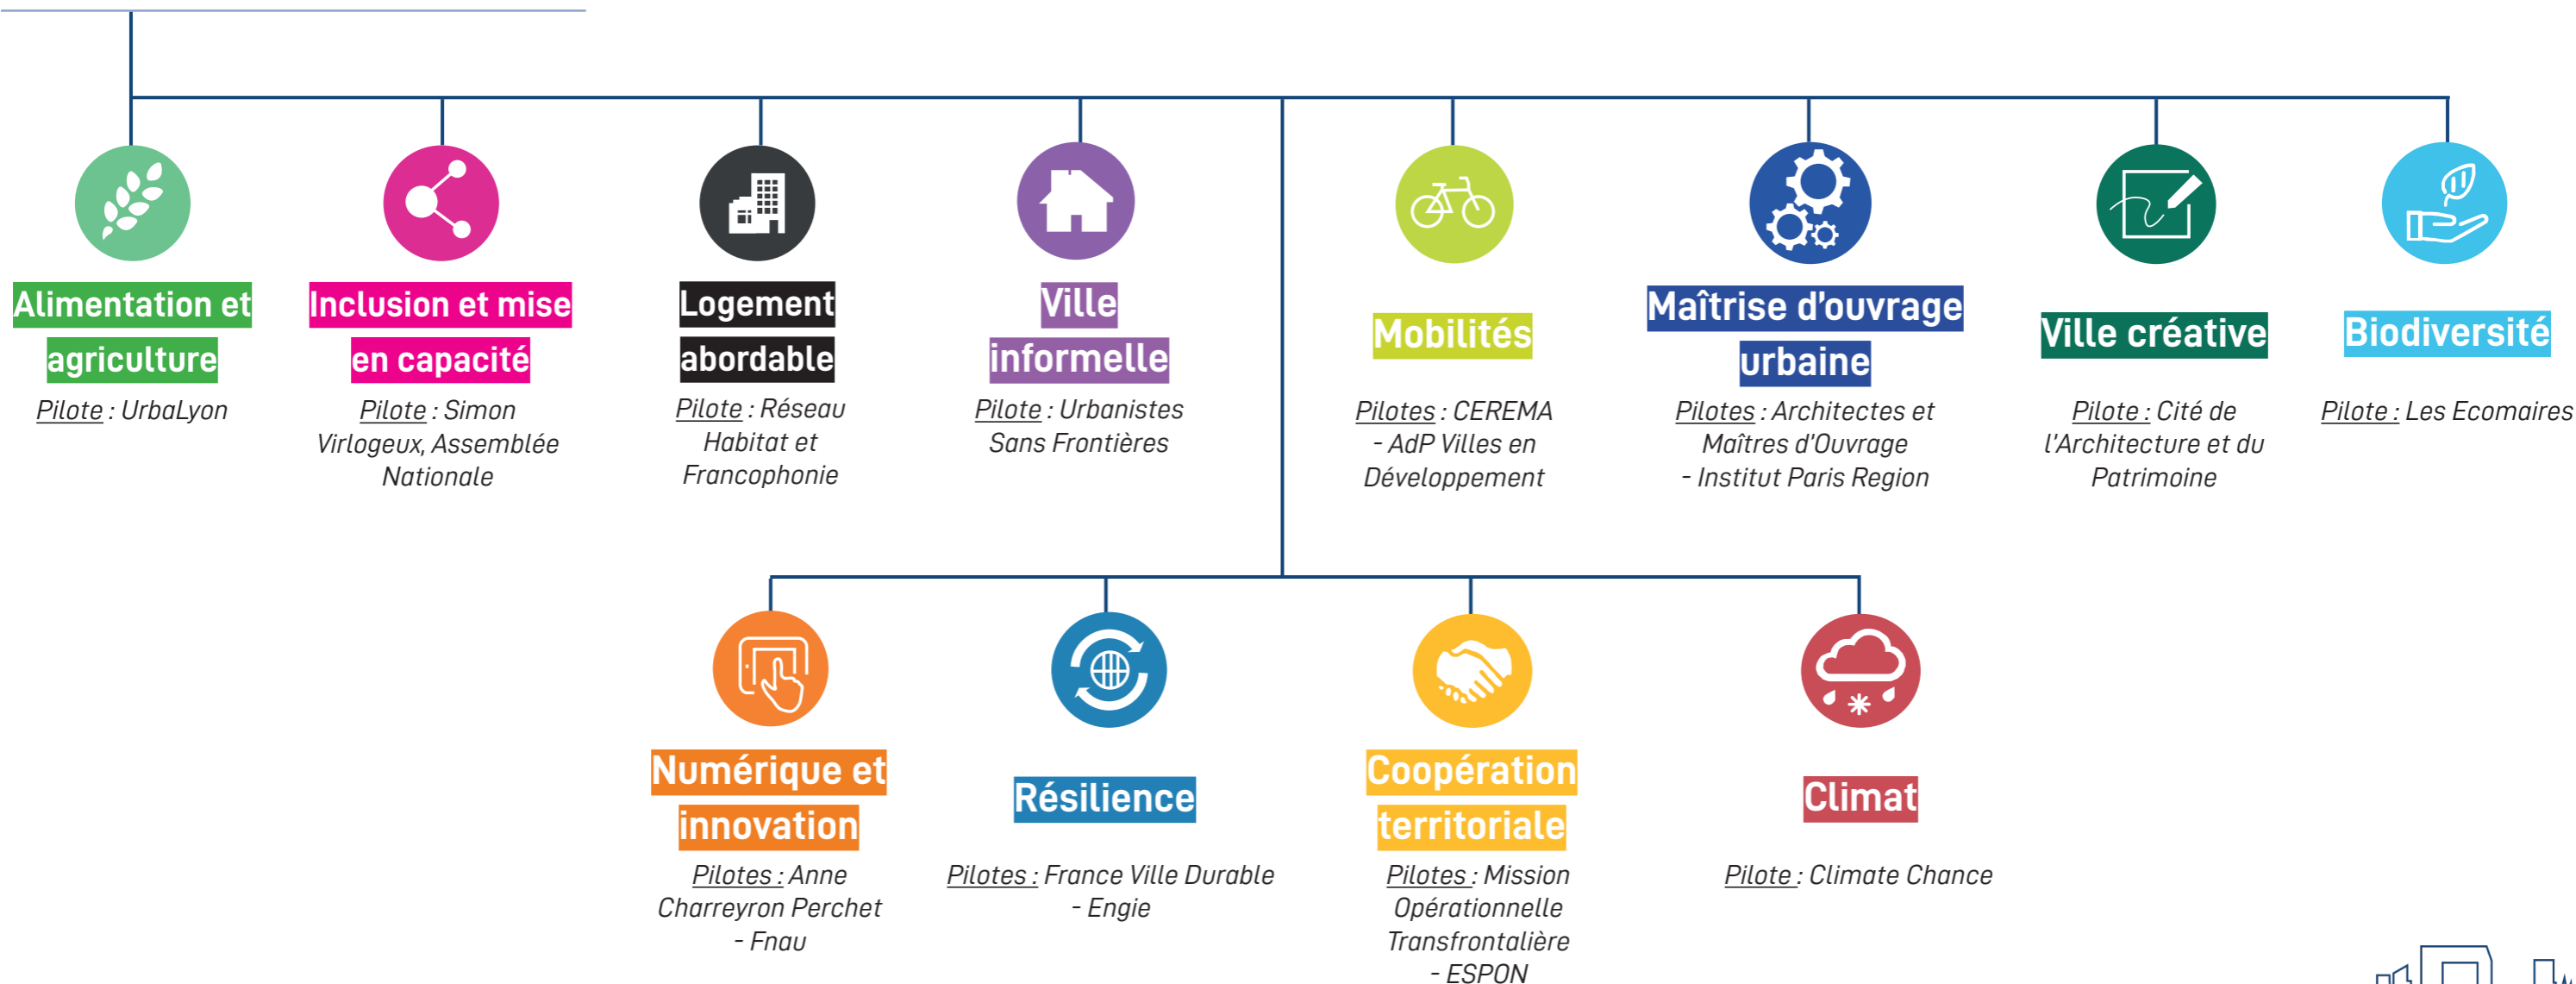 Alimentation et
agriculture
Pilote : UrbaLyon
Inclusion et mise
en capacité
Pilote : Simon
Virlogeux, Assemblée
Nationale
Logement
abordable
Pilote : Réseau
Habitat et
Francophonie
Ville
informelle
Pilote : Urbanistes
Sans Frontières
Mobilités
Pilotes : CEREMA
- AdP Villes en
Développement
Maîtrise d'ouvrage
urbaine
Pilotes : Architectes et
Maîtres d'Ouvrage
- Institut Paris Region
Ville créative
Pilote : Cité de
l'Architecture et du
Patrimoine
Biodiversité
Pilote : Les Ecomaires
Numérique et
innovation
Pilotes : Anne
Charreyron Perchet
- Fnau
Résilience
Pilotes : France Ville Durable
- Engie
Coopération
territoriale
Pilotes : Mission
Opérationnelle
Transfrontalière
- ESPON
Climat
Pilote : Climate Chance